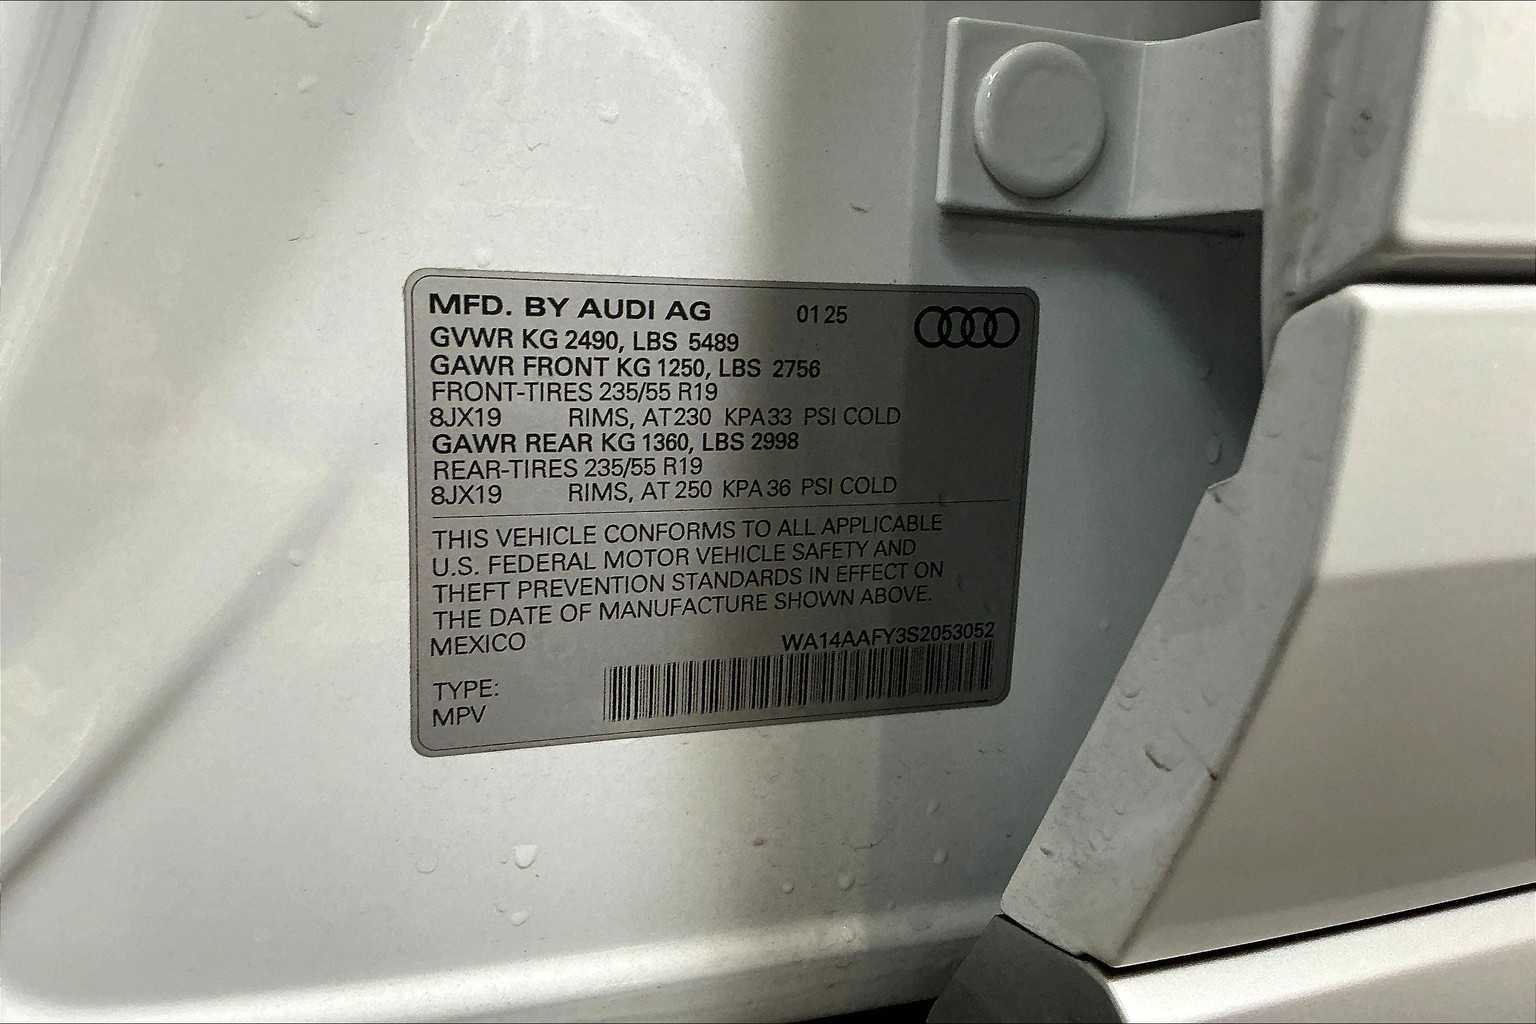 MFD. BY AUDI AG 01 25
GVWR KG 2490, LBS 5489
GAWR FRONT KG 1250, LBS 2756
FRONT-TIRES 235/55 R19
8JX19 RIMS, AT 230 KPA 33 PSI COLD
GAWR REAR KG 1360, LBS 2998
REAR-TIRES 235/55 R19
8JX19 RIMS, AT 250 KPA 36 PSI COLD
THIS VEHICLE CONFORMS TO ALL APPLICABLE
U.S. FEDERAL MOTOR VEHICLE SAFETY AND
THEFT PREVENTION STANDARDS IN EFFECT ON
THE DATE OF MANUFACTURE SHOWN ABOVE.
MEXICO WA14AAFY3S2053052
TYPE:
MPV